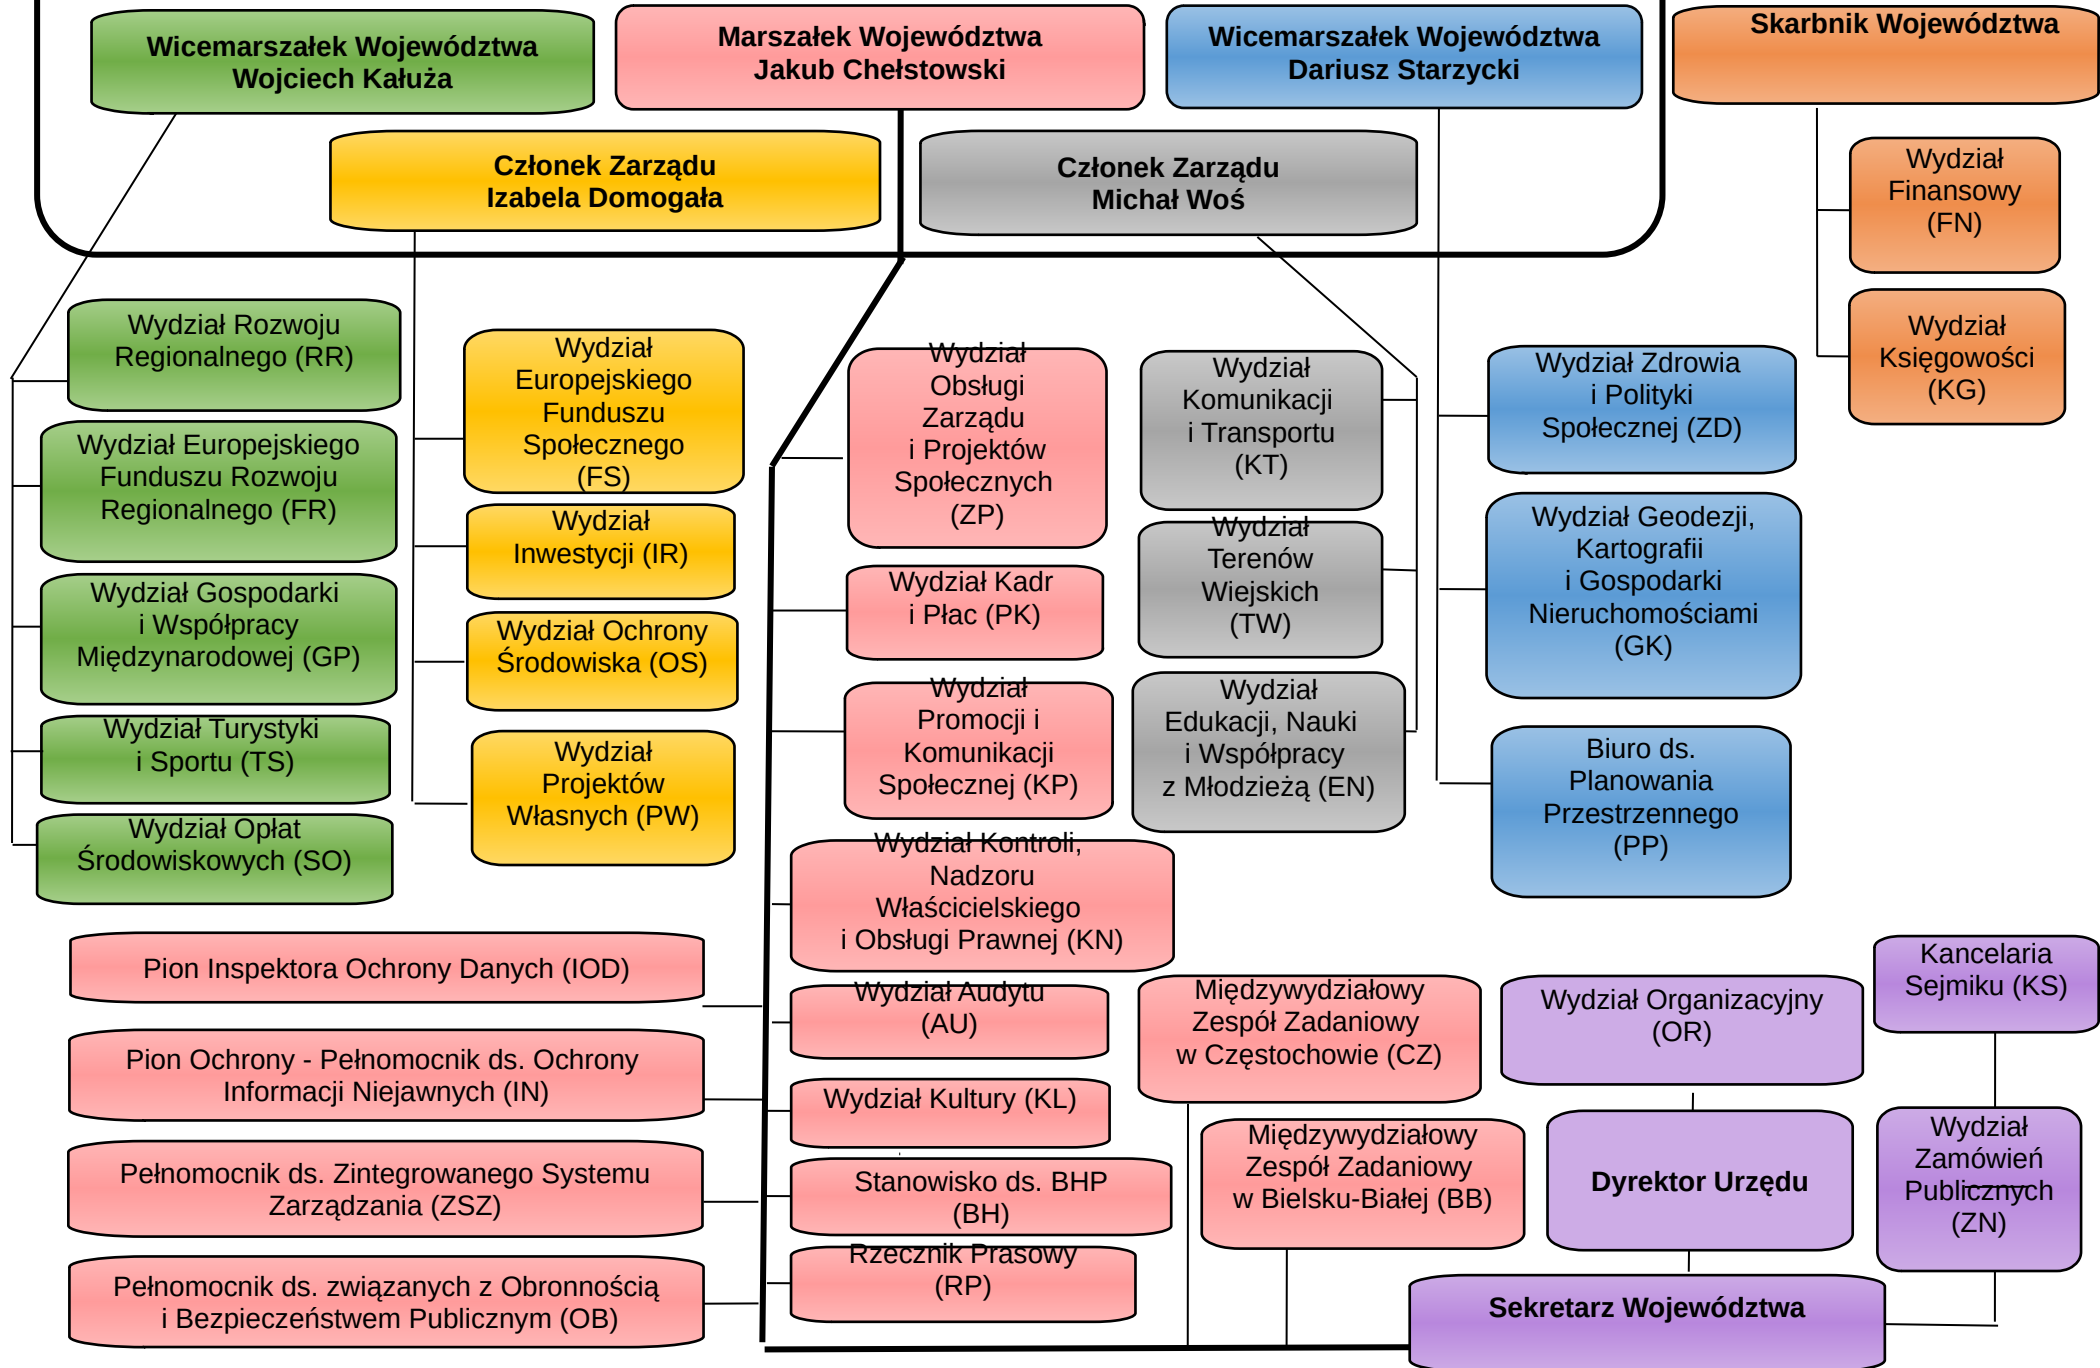 Wicemarszałek Województwa
Wojciech Kałuża
Marszałek Województwa
Jakub Chełstowski
Wicemarszałek Województwa
Dariusz Starzycki
Skarbnik Województwa
Członek Zarządu
Izabela Domogała
Członek Zarządu
Michał Woś
Wydział
Finansowy
(FN)
Wydział
Księgowości
(KG)
Wydział Rozwoju
Regionalnego (RR)
Wydział Europejskiego
Funduszu Rozwoju
Regionalnego (FR)
Wydział Gospodarki
i Współpracy
Międzynarodowej (GP)
Wydział Turystyki
i Sportu (TS)
Wydział Opłat
Środowiskowych (SO)
Wydział
Europejskiego
Funduszu
Społecznego
(FS)
Wydział
Inwestycji (IR)
Wydział Ochrony
Środowiska (OS)
Wydział
Projektów
Własnych (PW)
Wydział
Obsługi
Zarządu
i Projektów
Społecznych
(ZP)
Wydział Kadr
i Płac (PK)
Wydział
Promocji i
Komunikacji
Społecznej (KP)
Wydział Kontroli,
Nadzoru
Właścicielskiego
i Obsługi Prawnej (KN)
Wydział Audytu
(AU)
Wydział Kultury (KL)
Stanowisko ds. BHP
(BH)
Rzecznik Prasowy
(RP)
Wydział
Komunikacji
i Transportu
(KT)
Wydział
Terenów
Wiejskich
(TW)
Wydział
Edukacji, Nauki
i Współpracy
z Młodzieżą (EN)
Wydział Zdrowia
i Polityki
Społecznej (ZD)
Wydział Geodezji,
Kartografii
i Gospodarki
Nieruchomościami
(GK)
Biuro ds.
Planowania
Przestrzennego
(PP)
Pion Inspektora Ochrony Danych (IOD)
Pion Ochrony - Pełnomocnik ds. Ochrony
Informacji Niejawnych (IN)
Pełnomocnik ds. Zintegrowanego Systemu
Zarządzania (ZSZ)
Pełnomocnik ds. związanych z Obronnością
i Bezpieczeństwem Publicznym (OB)
Międzywydziałowy
Zespół Zadaniowy
w Częstochowie (CZ)
Międzywydziałowy
Zespół Zadaniowy
w Bielsku-Białej (BB)
Wydział Organizacyjny
(OR)
Dyrektor Urzędu
Sekretarz Województwa
Kancelaria
Sejmiku (KS)
Wydział
Zamówień
Publicznych
(ZN)